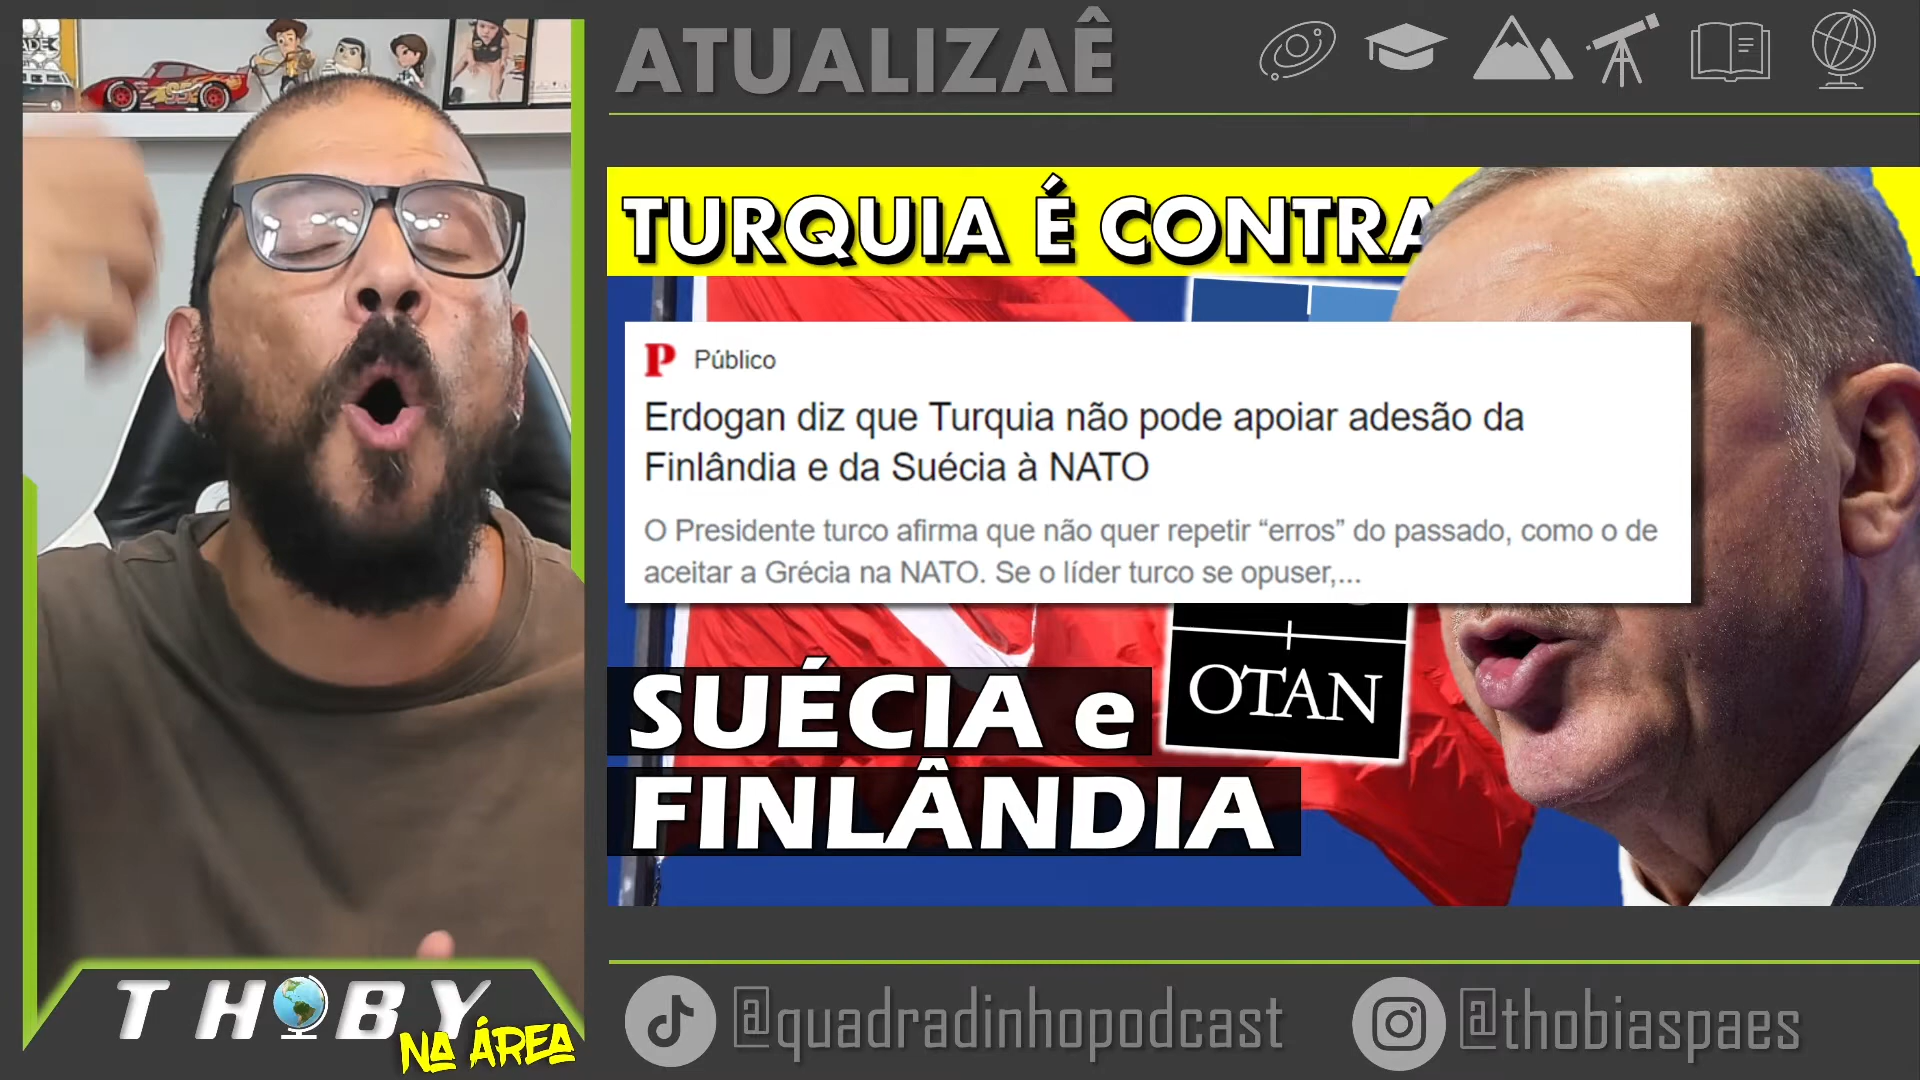 ATUALIZAÊ
TURQUIA É CONTRA
Público
Erdogan diz que Turquia não pode apoiar adesão da
Finlândia e da Suécia à NATO
O Presidente turco afirma que não quer repetir “erros” do passado, como o de
aceitar a Grécia na NATO. Se o líder turco se opuser,...
OTAN
SUÉCIA e
FINLÂNDIA
THOBY
NA ÁREA
@quadradinhopodcast
@thobiaspaes